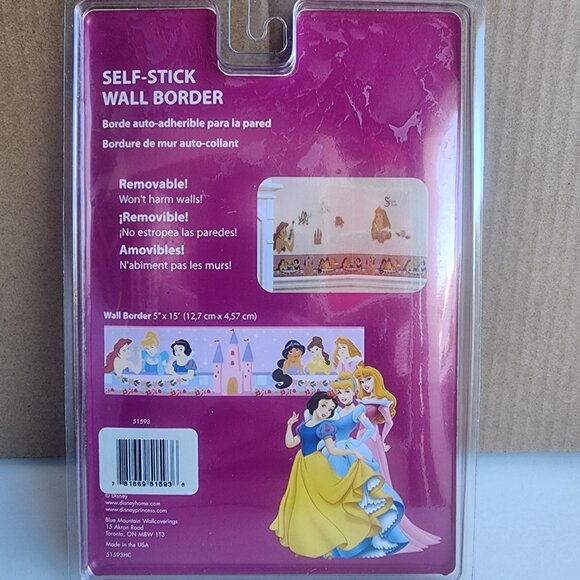 SELF-STICK
WALL BORDER
Borde auto-adherible para la pared
Bordure de mur auto-collant
Removable!
Won't harm walls!
¡Removible!
¡No estropea las paredes!
Amovibles!
N'abiment pas les murs!
Wall Border 5" x 15' (12,7 cm x 4,57 cm)
51593
7 81669 51593 8
© Disney
www.disneyhome.com
www.disneyprincess.com
Blue Mountain Wallcoverings
15 Akron Road
Toronto, ON M8W 1T3
Made in the USA
51593HC